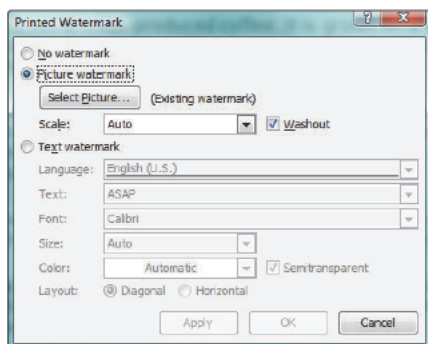 Printed Watermark
No watermark
Picture watermark
Select Picture... (Existing watermark)
Scale: Auto Washout
Text watermark
Language: English (U.S.)
Text: ASAP
Font: Calibri
Size: Auto
Color: Automatic Semitransparent
Layout: Diagonal Horizontal
Apply OK Cancel